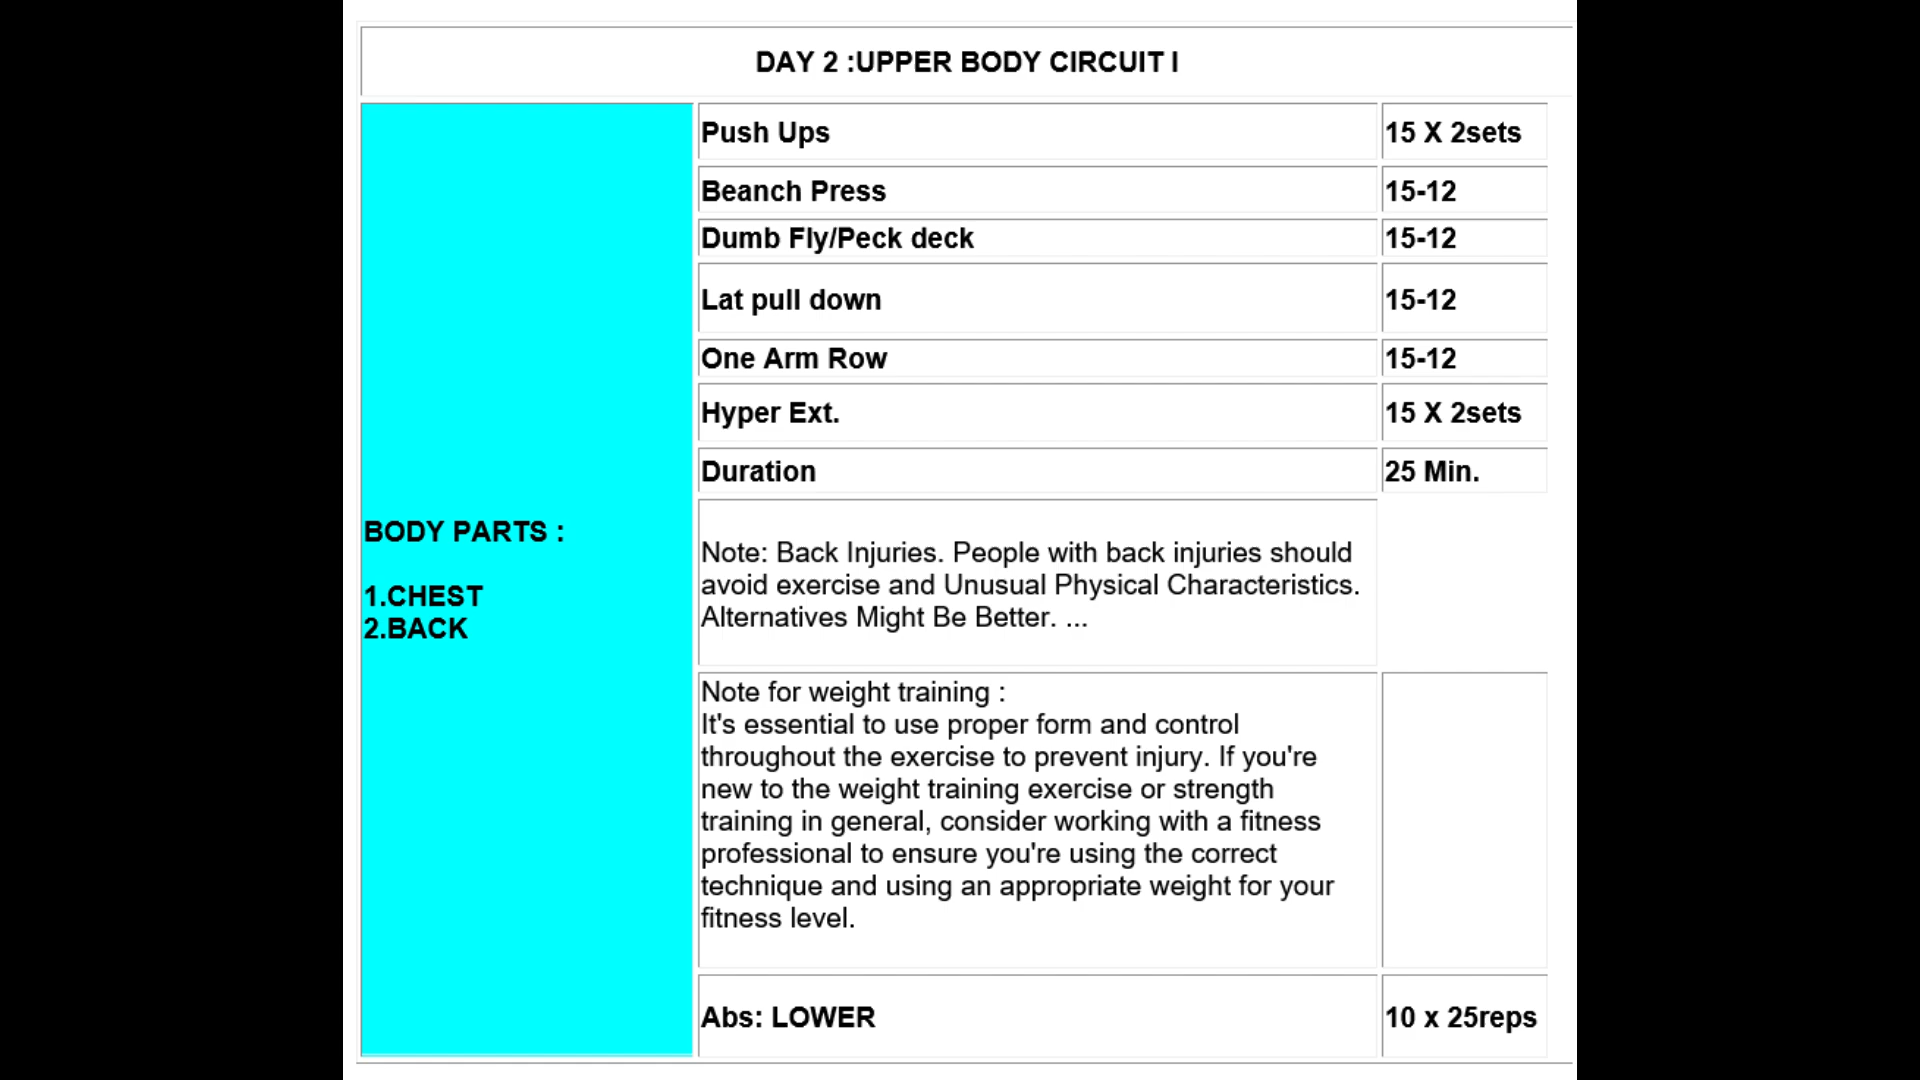 DAY 2 :UPPER BODY CIRCUIT I
BODY PARTS :
1.CHEST
2.BACK
Push Ups 15 X 2sets
Beanch Press 15-12
Dumb Fly/Peck deck 15-12
Lat pull down 15-12
One Arm Row 15-12
Hyper Ext. 15 X 2sets
Duration 25 Min.
Note: Back Injuries. People with back injuries should
avoid exercise and Unusual Physical Characteristics.
Alternatives Might Be Better. ...
Note for weight training :
It's essential to use proper form and control
throughout the exercise to prevent injury. If you're
new to the weight training exercise or strength
training in general, consider working with a fitness
professional to ensure you're using the correct
technique and using an appropriate weight for your
fitness level.
Abs: LOWER 10 x 25reps